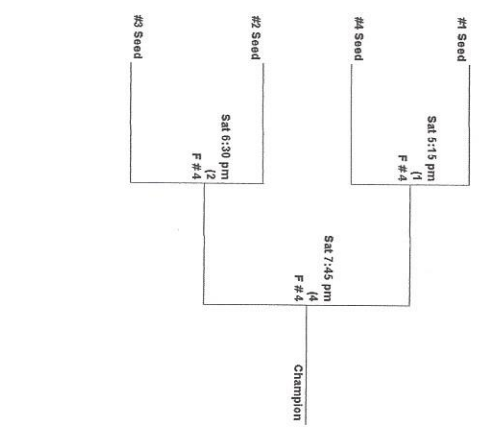 #1 Seed
Sat 5:15 pm
(1
F # 4
#4 Seed
Sat 7:45 pm
(4
F # 4
Champion
#2 Seed
Sat 6:30 pm
(2
F # 4
#3 Seed